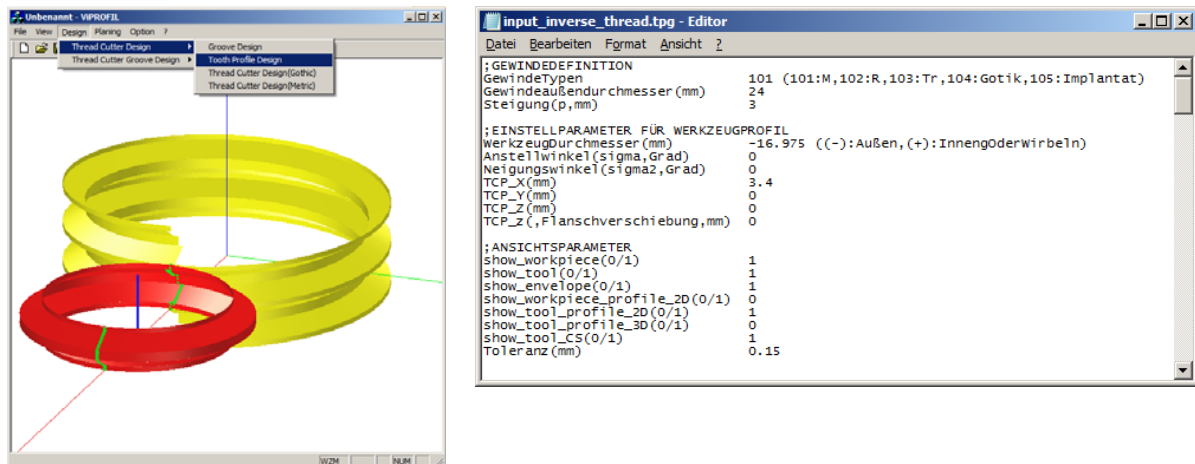 Unbenannt - ViPROFIL
File View Design Planing Option ?
Thread Cutter Design
Thread Cutter Groove Design
Groove Design
Tooth Profile Design
Thread Cutter Design(Gothic)
Thread Cutter Design(Metric)
WZM NUM
input_inverse_thread.tpg - Editor
Datei Bearbeiten Format Ansicht ?
;GEWINDEDEFINITION
GewindeTypen 101 (101:M,102:R,103:Tr,104:Gotik,105:Implantat)
Gewindeaußendurchmesser(mm) 24
Steigung(p,mm) 3
;EINSTELLPARAMETER FÜR WERKZEUGPROFIL
WerkzeugDurchmesser(mm) -16.975 ((-):Außen,(+):InnengOderWirbeln)
Anstellwinkel(sigma,Grad) 0
Neigungswinkel(sigma2,Grad) 0
TCP_X(mm) 3.4
TCP_Y(mm) 0
TCP_Z(mm) 0
TCP_z(,Flanschverschiebung,mm) 0
;ANSICHTSPARAMETER
show_workpiece(0/1) 1
show_tool(0/1) 1
show_envelope(0/1) 1
show_workpiece_profile_2D(0/1) 0
show_tool_profile_2D(0/1) 1
show_tool_profile_3D(0/1) 0
show_tool_CS(0/1) 1
Toleranz(mm) 0.15